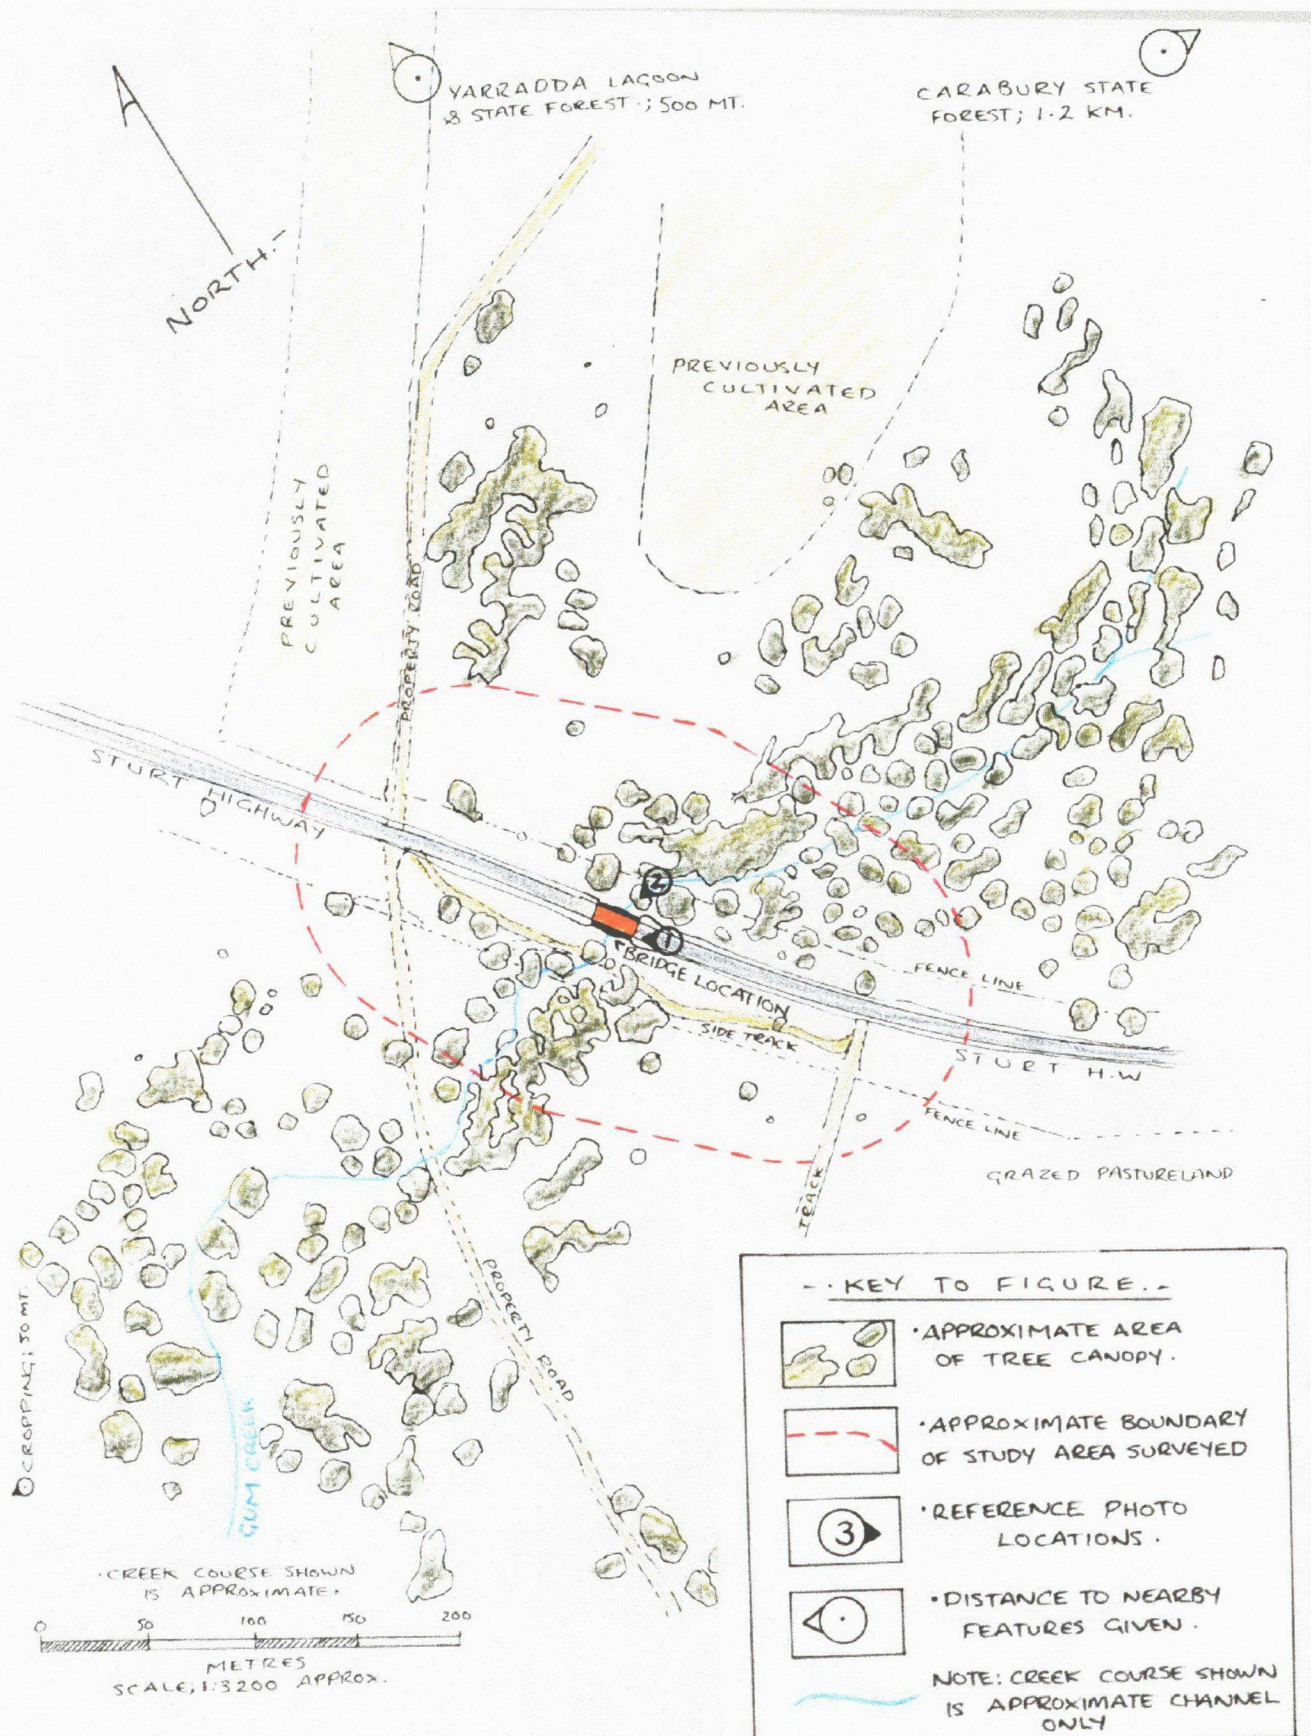 YARRADDA LAGOON
& STATE FOREST.; 500 MT.
CARABURY STATE
FOREST; 1.2 KM.
NORTH.-
PREVIOUSLY
CULTIVATED
AREA
PREVIOUSLY
CULTIVATED
AREA
PROPERTY ROAD
STURT HIGHWAY
2
1
BRIDGE LOCATION
SIDE TRACK
FENCE LINE
STURT H.W
FENCE LINE
GRAZED PASTURELAND
TRACK
PROPERTY ROAD
CROPPING; 50 MT.
GUM CREEK
·CREEK COURSE SHOWN
IS APPROXIMATE.
0 50 100 150 200
METRES
SCALE; 1:3200 APPROX.
-·KEY TO FIGURE.-
·APPROXIMATE AREA
OF TREE CANOPY.
·APPROXIMATE BOUNDARY
OF STUDY AREA SURVEYED
3
·REFERENCE PHOTO
LOCATIONS.
·DISTANCE TO NEARBY
FEATURES GIVEN.
NOTE: CREEK COURSE SHOWN
IS APPROXIMATE CHANNEL
ONLY